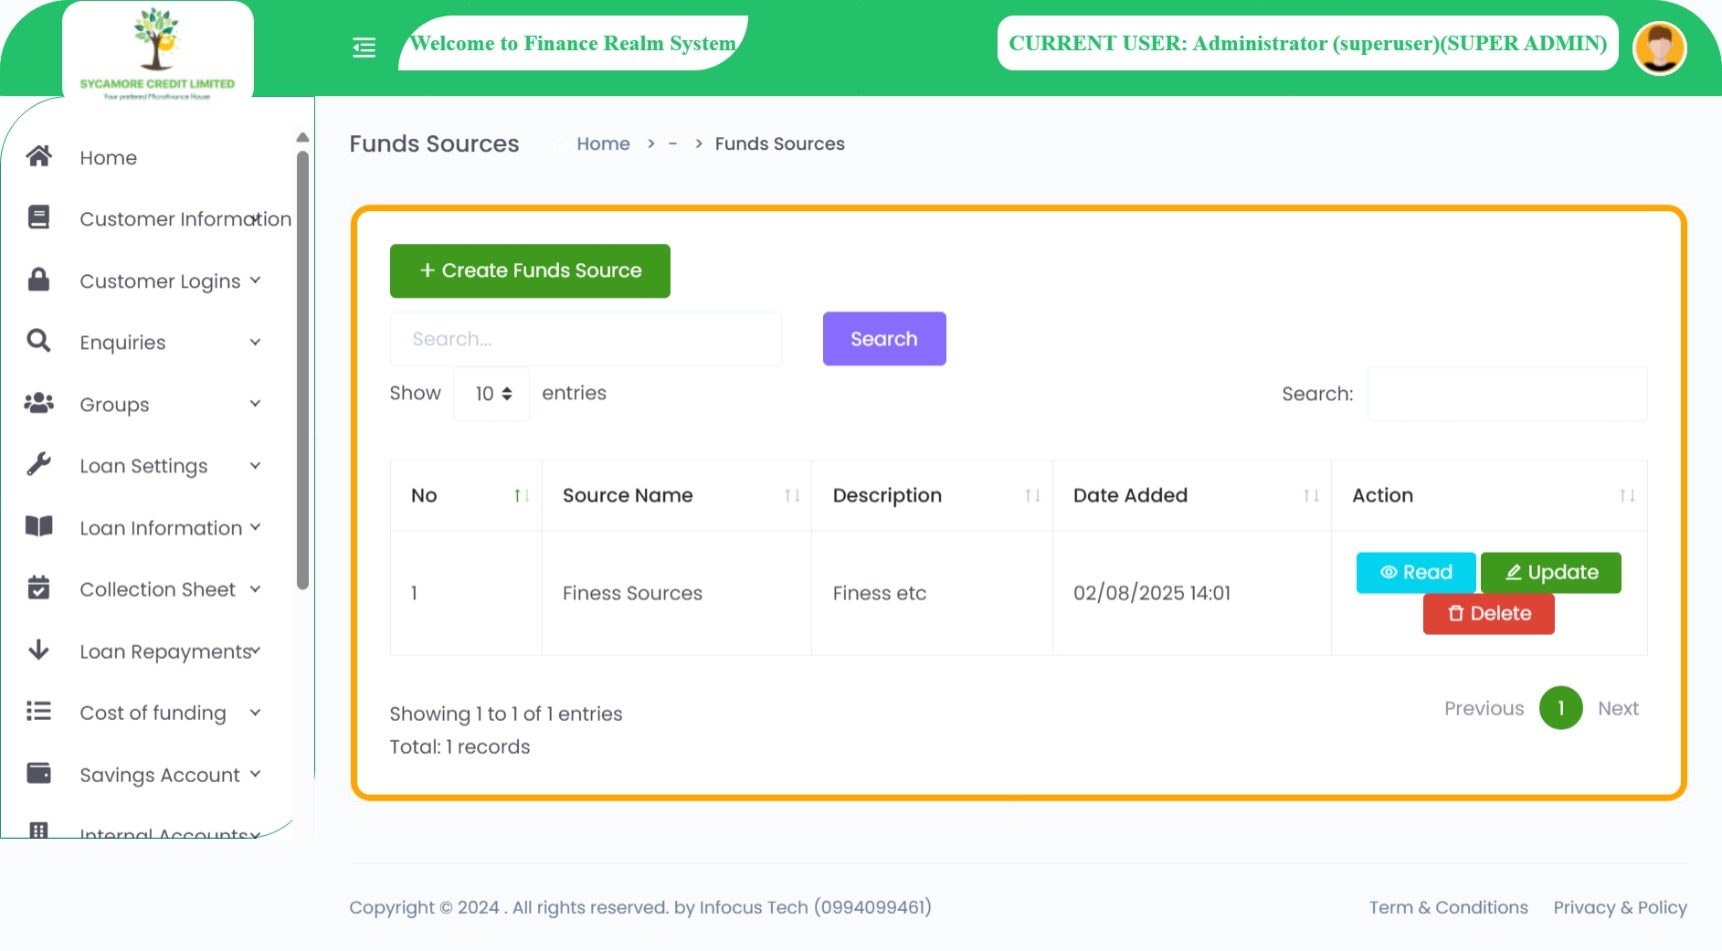 SYCAMORE CREDIT LIMITED
Your preferred Microfinance House
Welcome to Finance Realm System
CURRENT USER: Administrator (superuser)(SUPER ADMIN)
Home
Customer Information
Customer Logins
Enquiries
Groups
Loan Settings
Loan Information
Collection Sheet
Loan Repayments
Cost of funding
Savings Account
Internal Accounts
Funds Sources
Home > - > Funds Sources
+ Create Funds Source
Search...
Search
Show 10 entries
Search:
No Source Name Description Date Added Action
1 Finess Sources Finess etc 02/08/2025 14:01
Read Update
Delete
Showing 1 to 1 of 1 entries
Total: 1 records
Previous 1 Next
Copyright © 2024 . All rights reserved. by Infocus Tech (0994099461)
Term & Conditions Privacy & Policy